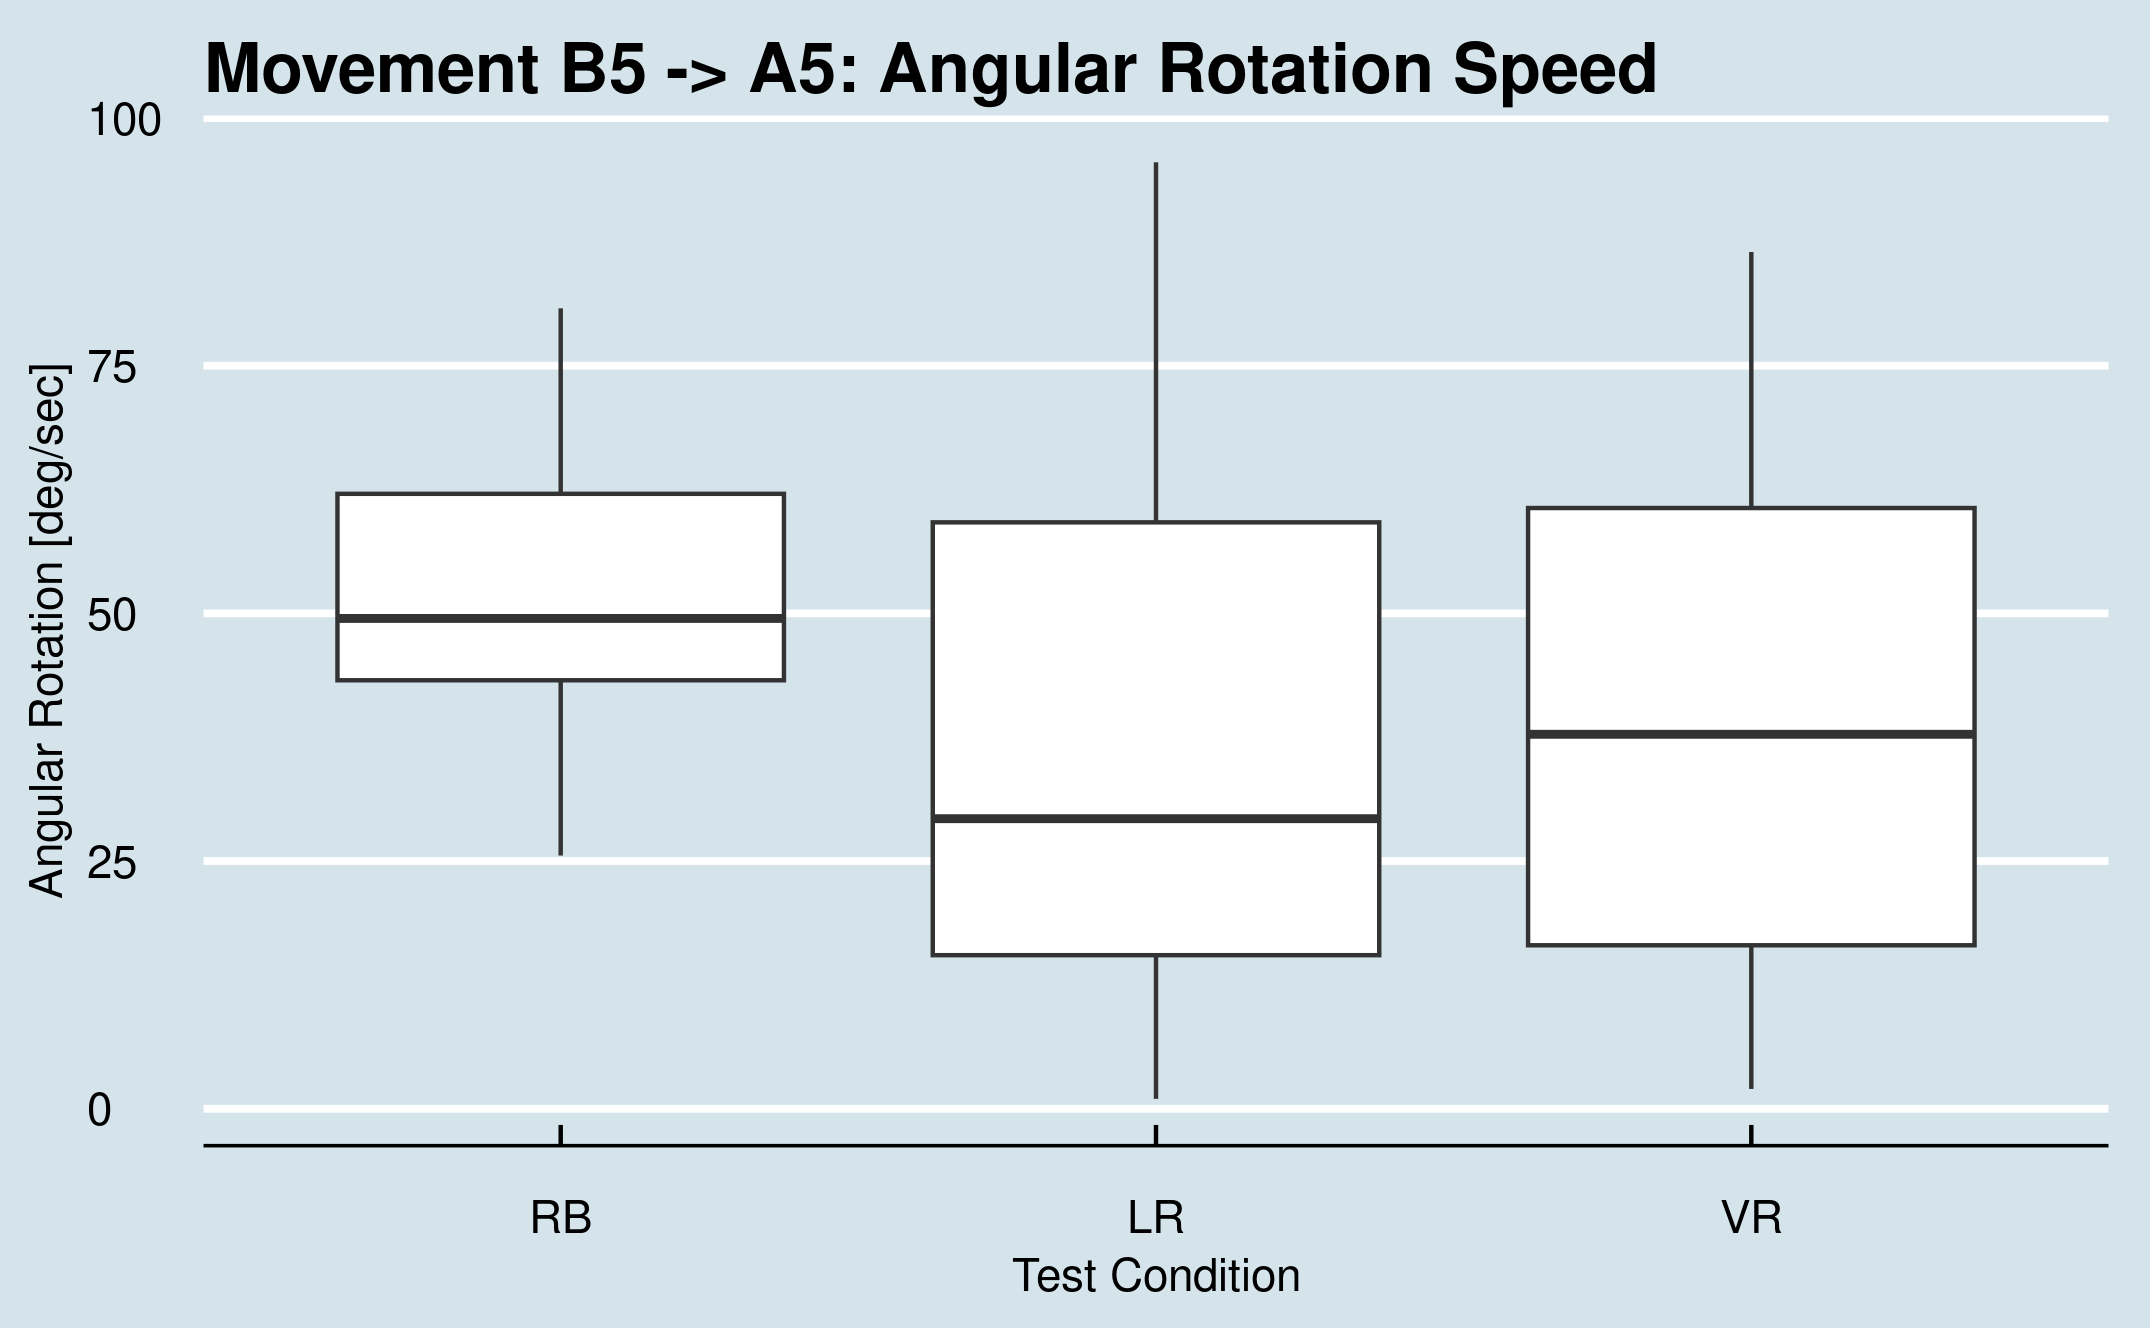 Movement B5 -> A5: Angular Rotation Speed
Angular Rotation [deg/sec]
100
75
50
25
0
RB
LR
VR
Test Condition